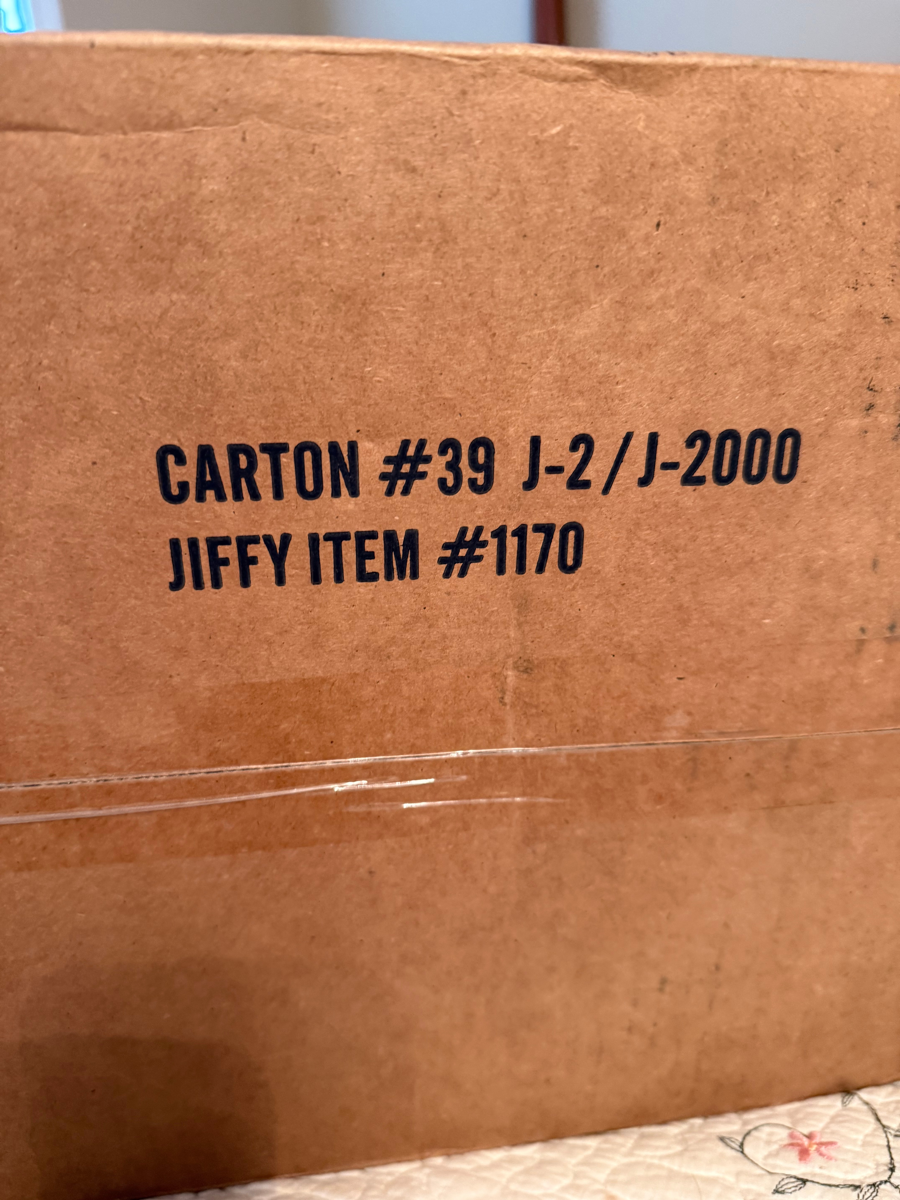 CARTON #39 J-2 / J-2000
JIFFY ITEM #1170